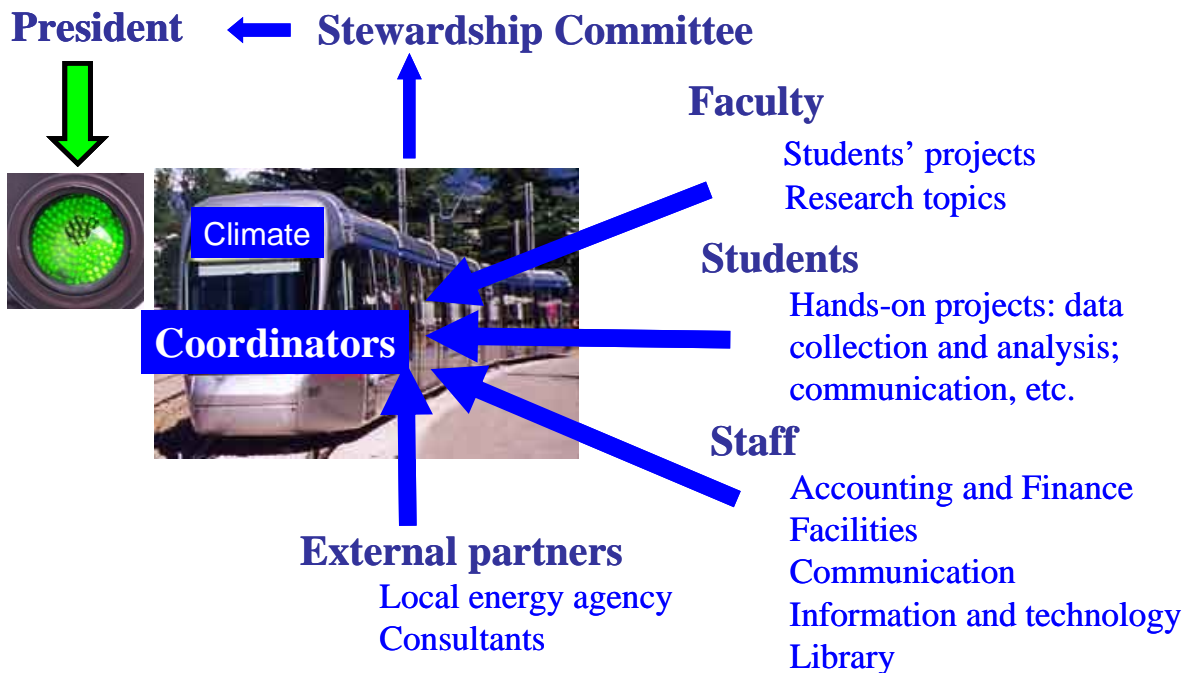 President
Stewardship Committee
Faculty
Students’ projects
Research topics
Climate
Students
Hands-on projects: data
collection and analysis;
communication, etc.
Coordinators
Staff
Accounting and Finance
Facilities
Communication
Information and technology
Library
External partners
Local energy agency
Consultants